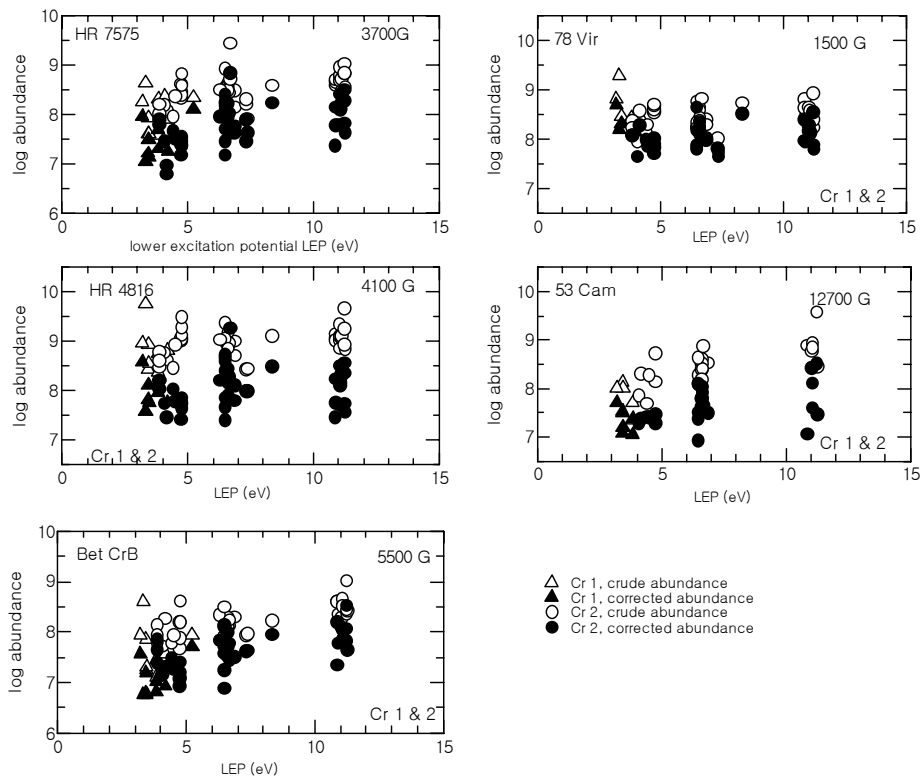 10
HR 7575
3700G
9
8
7
6
log abundance
0
5
10
15
lower excitation potential LEP (eV)
10
78 Vir
1500 G
9
8
7
log abundance
Cr 1 & 2
0
5
10
15
LEP (eV)
10
HR 4816
4100 G
9
8
7
log abundance
Cr 1 & 2
0
5
10
15
LEP (eV)
10
53 Cam
12700 G
9
8
7
log abundance
Cr 1 & 2
0
5
10
15
LEP (eV)
10
Bet CrB
5500 G
9
8
7
6
log abundance
Cr 1 & 2
0
5
10
15
LEP (eV)
Cr 1, crude abundance
Cr 1, corrected abundance
Cr 2, crude abundance
Cr 2, corrected abundance